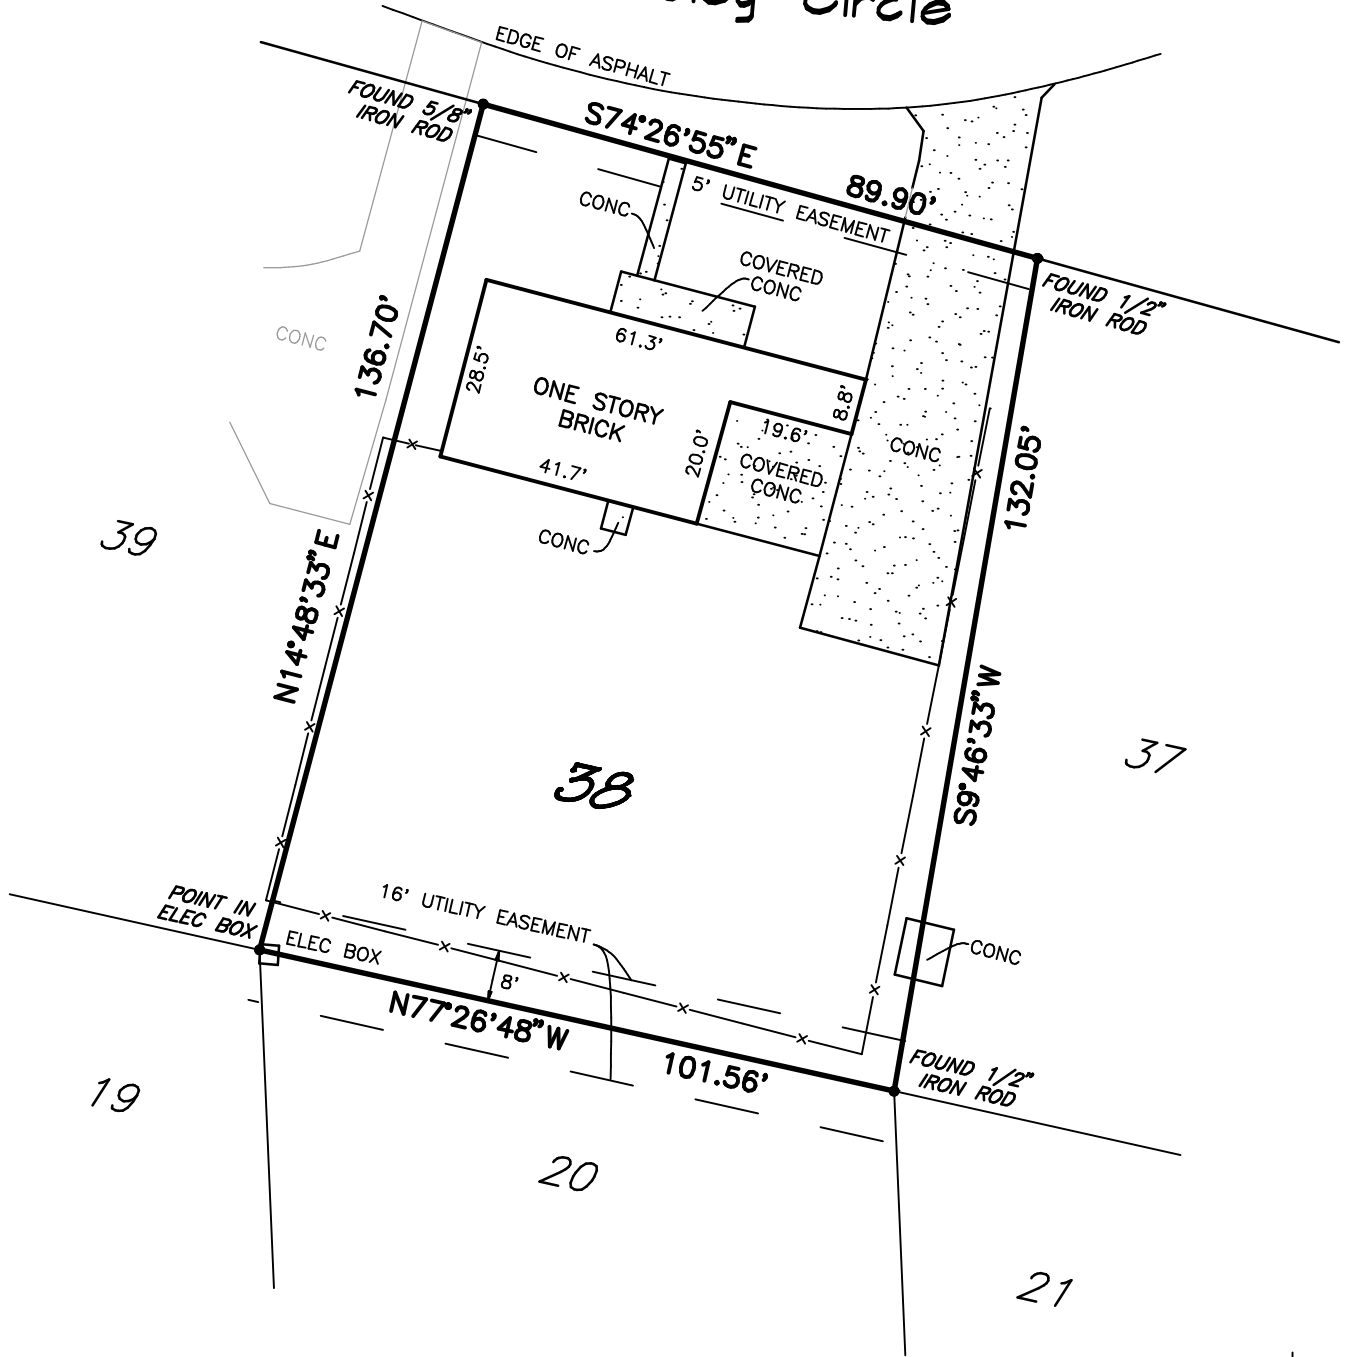 Circle
EDGE OF ASPHALT
FOUND 5/8"
IRON ROD
S74°26'55"E
89.90'
5' UTILITY EASEMENT
CONC
COVERED
CONC
FOUND 1/2"
IRON ROD
CONC
136.70'
61.3'
28.5'
ONE STORY
BRICK
8.8'
19.6'
20.0'
COVERED
CONC
CONC
41.7'
CONC
132.05'
39
N14°48'33"E
S9°46'33"W
37
38
16' UTILITY EASEMENT
POINT IN
ELEC BOX
ELEC BOX
8'
CONC
N77°26'48"W
101.56'
FOUND 1/2"
IRON ROD
19
20
21